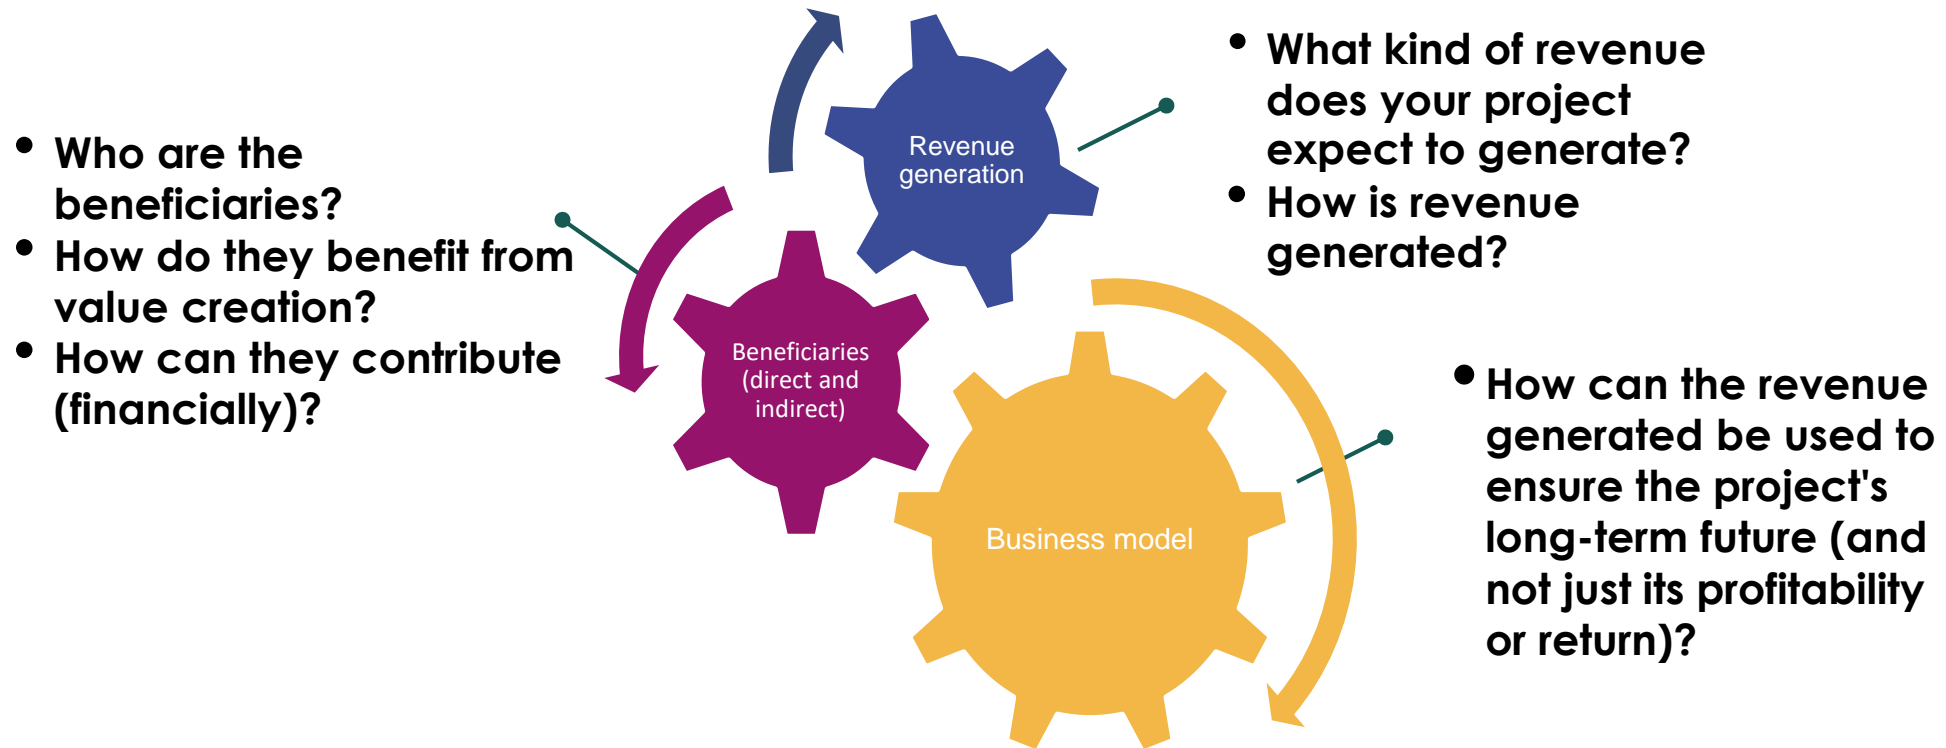 • Who are the
beneficiaries?
• How do they benefit from
value creation?
• How can they contribute
(financially)?
Revenue
generation
• What kind of revenue
does your project
expect to generate?
• How is revenue
generated?
Beneficiaries
(direct and
indirect)
Business model
• How can the revenue
generated be used to
ensure the project's
long-term future (and
not just its profitability
or return)?